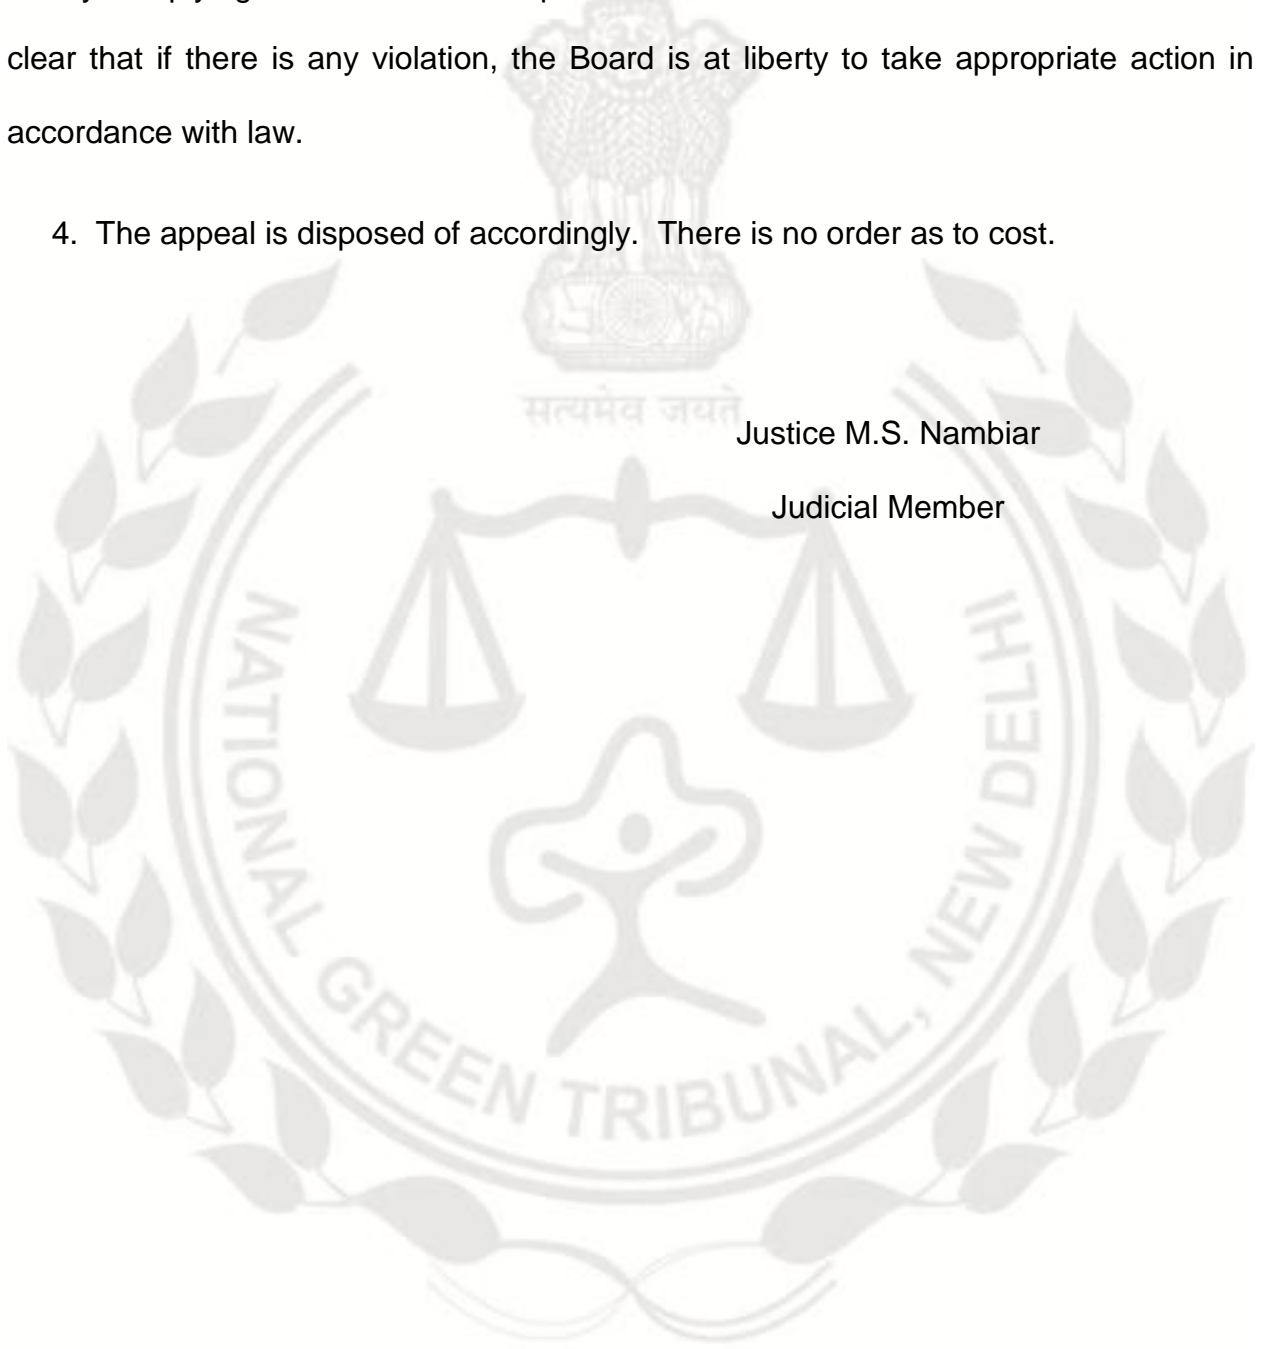 clear that if there is any violation, the Board is at liberty to take appropriate action in
accordance with law.
4. The appeal is disposed of accordingly. There is no order as to cost.
सत्यमेव जयते
Justice M.S. Nambiar
Judicial Member
NATIONAL GREEN TRIBUNAL, NEW DELHI